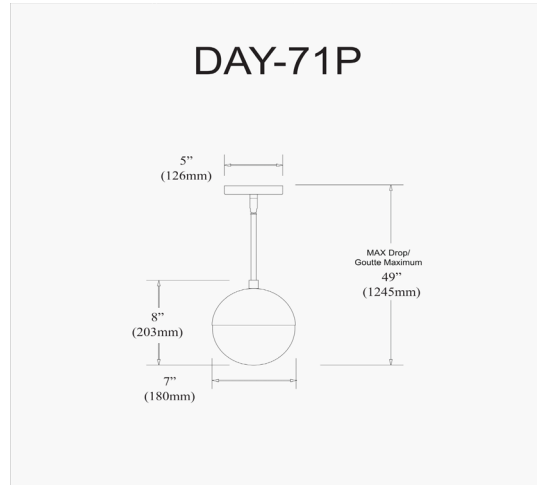 DAY-71P
5”
(126mm)
MAX Drop/
Goutte Maximum
49”
(1245mm)
8”
(203mm)
7”
(180mm)